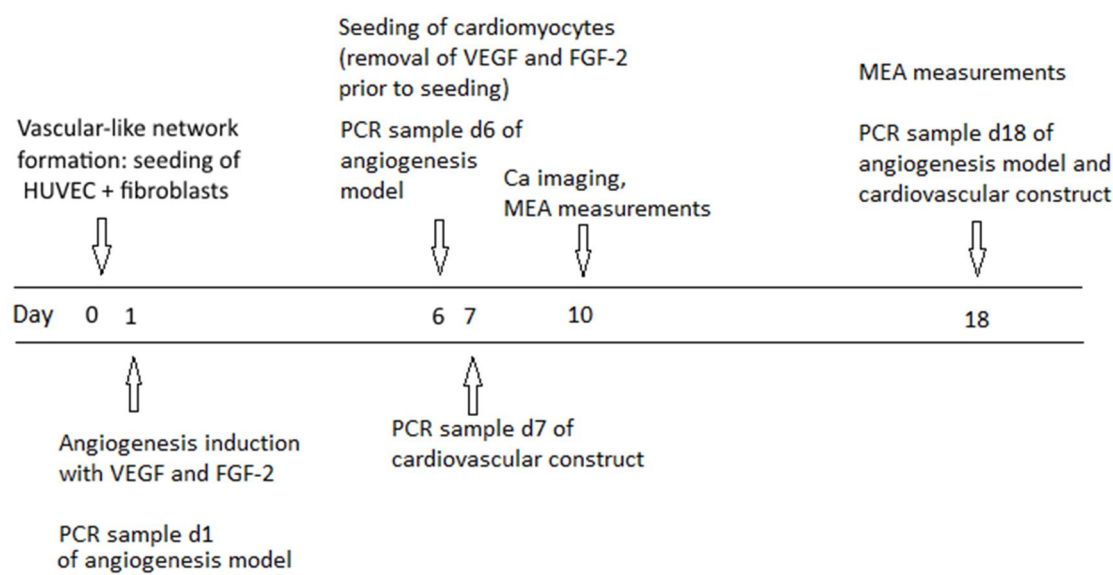 Vascular-like network
formation: seeding of
HUVEC + fibroblasts
Seeding of cardiomyocytes
(removal of VEGF and FGF-2
prior to seeding)
PCR sample d6 of
angiogenesis
model
Ca imaging,
MEA measurements
MEA measurements
PCR sample d18 of
angiogenesis model and
cardiovascular construct
Day 0 1 6 7 10 18
Angiogenesis induction
with VEGF and FGF-2
PCR sample d1
of angiogenesis model
PCR sample d7 of
cardiovascular construct